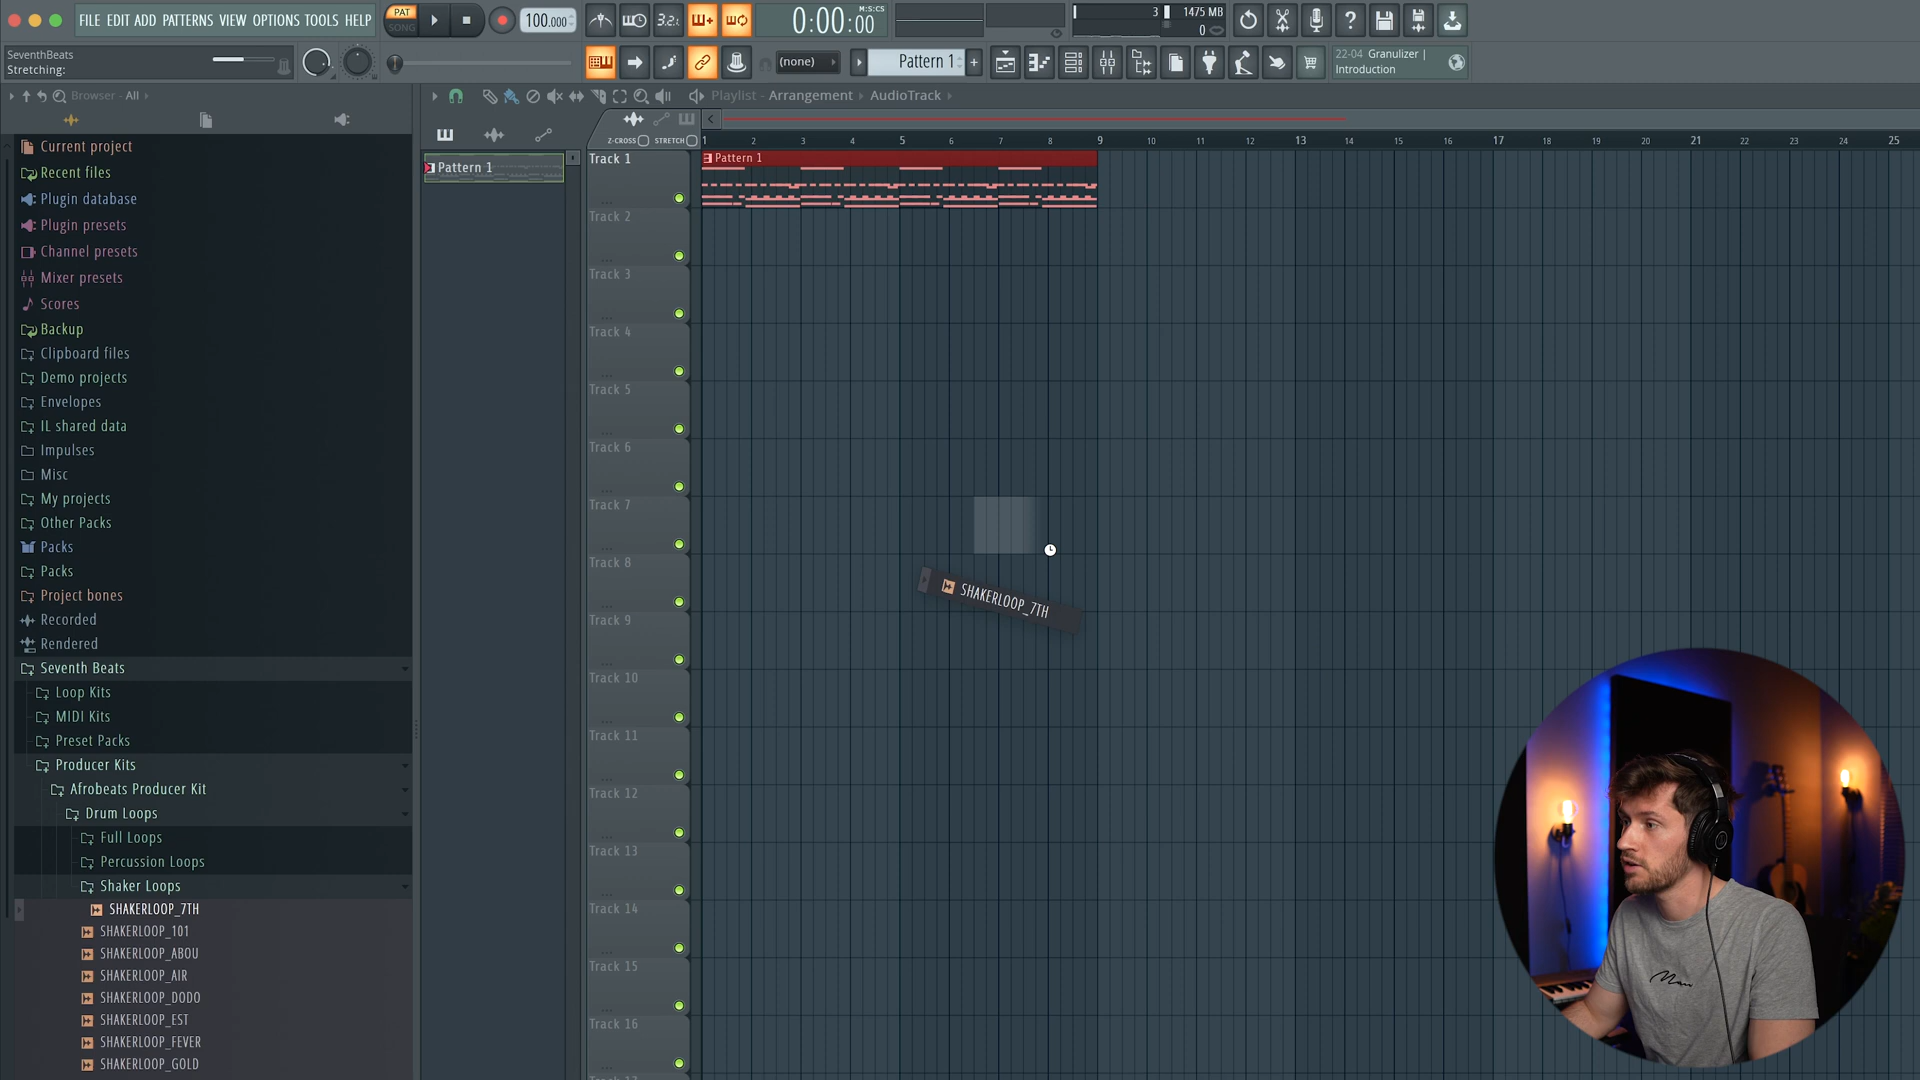 FILE EDIT ADD PATTERNS VIEW OPTIONS TOOLS HELP
PAT
SONG
100.000
3.2
0:00:00
M:S:CS
3
1475 MB
0
SeventhBeats
Stretching:
(none)
Pattern 1
22-04 Granulizer |
Introduction
Browser - All
Playlist - Arrangement
AudioTrack
Z-CROSS
STRETCH
1 2 3 4 5 6 7 8 9 10 11 12 13 14 15 16 17 18 19 20 21 22 23 24 25
Current project
Recent files
Plugin database
Plugin presets
Channel presets
Mixer presets
Scores
Backup
Clipboard files
Demo projects
Envelopes
IL shared data
Impulses
Misc
My projects
Other Packs
Packs
Packs
Project bones
Recorded
Rendered
Seventh Beats
Loop Kits
MIDI Kits
Preset Packs
Producer Kits
Afrobeats Producer Kit
Drum Loops
Full Loops
Percussion Loops
Shaker Loops
SHAKERLOOP_7TH
SHAKERLOOP_101
SHAKERLOOP_ABOU
SHAKERLOOP_AIR
SHAKERLOOP_DODO
SHAKERLOOP_EST
SHAKERLOOP_FEVER
SHAKERLOOP_GOLD
Pattern 1
Track 1
Pattern 1
Track 2
Track 3
Track 4
Track 5
Track 6
Track 7
Track 8
SHAKERLOOP_7TH
Track 9
Track 10
Track 11
Track 12
Track 13
Track 14
Track 15
Track 16